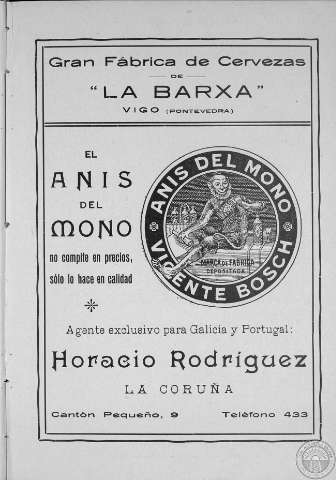 Gran Fábrica de Cervezas
DE
"LA BARXA"
VIGO (PONTEVEDRA)
EL
ANIS
DEL
MONO
no compite en precios,
sólo lo hace en calidad
ANIS DEL MONO
MARCA DE FABRICA
DEPOSITADA
VICENTE BOSCH
Agente exclusivo para Galicia y Portugal:
Horacio Rodríguez
LA CORUÑA
Cantón Pequeño, 9 Teléfono 433